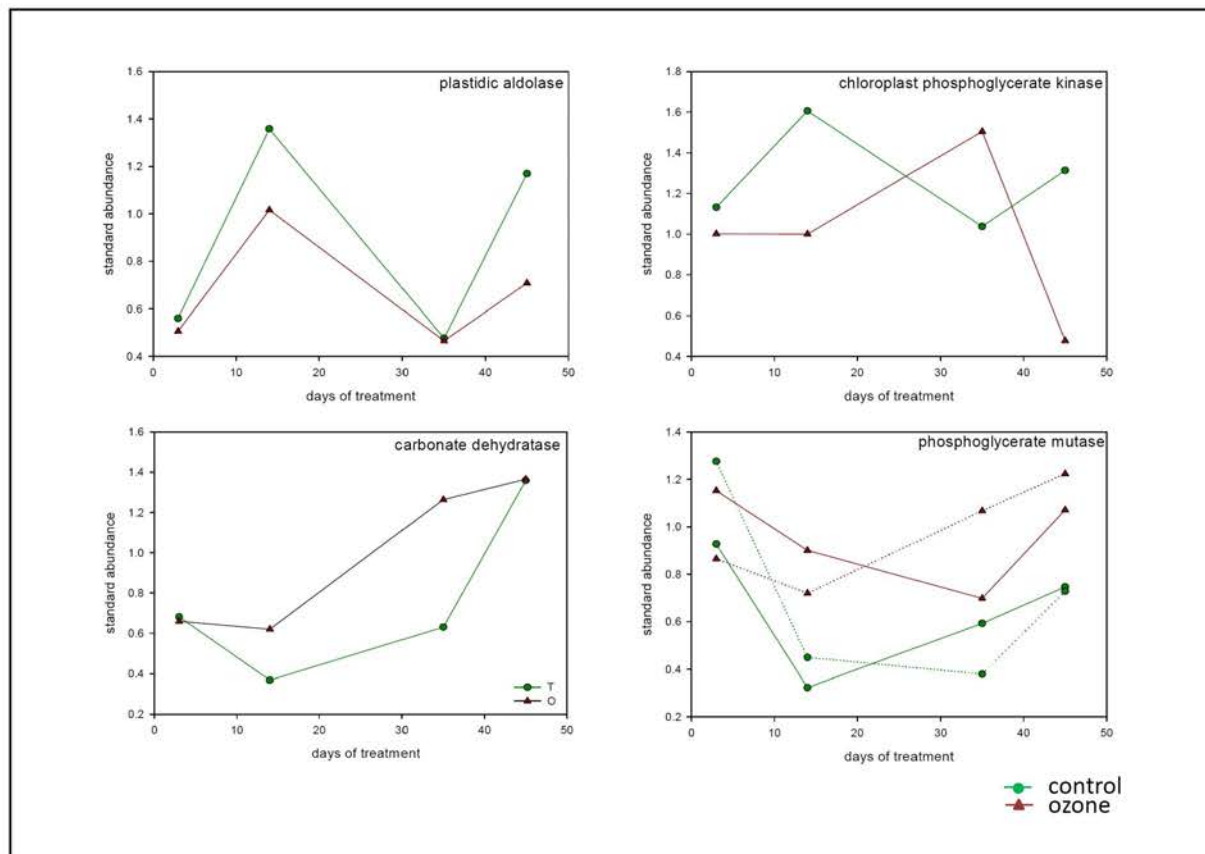 plastidic aldolase
1.6
1.4
1.2
1.0
0.8
0.6
0.4
standard abundance
0 10 20 30 40 50
days of treatment
chloroplast phosphoglycerate kinase
1.8
1.6
1.4
1.2
1.0
0.8
0.6
0.4
standard abundance
0 10 20 30 40 50
days of treatment
carbonate dehydratase
1.6
1.4
1.2
1.0
0.8
0.6
0.4
0.2
standard abundance
T
O
0 10 20 30 40 50
days of treatment
phosphoglycerate mutase
1.4
1.2
1.0
0.8
0.6
0.4
0.2
standard abundance
0 10 20 30 40 50
days of treatment
control
ozone